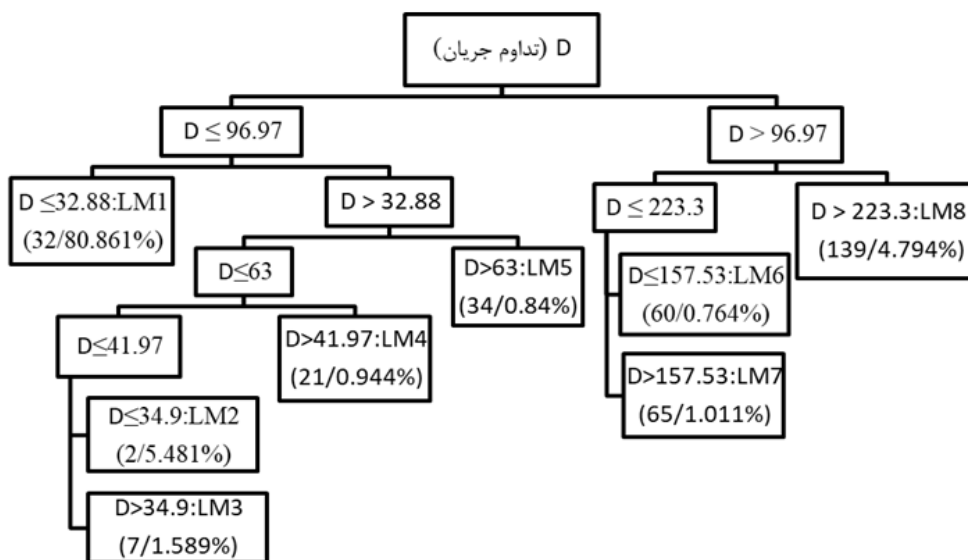 D (تداوم جریان)
D ≤ 96.97
D > 96.97
D ≤32.88:LM1
(32/80.861%)
D > 32.88
D ≤ 223.3
D > 223.3:LM8
(139/4.794%)
D≤63
D>63:LM5
(34/0.84%)
D≤157.53:LM6
(60/0.764%)
D≤41.97
D>41.97:LM4
(21/0.944%)
D>157.53:LM7
(65/1.011%)
D≤34.9:LM2
(2/5.481%)
D>34.9:LM3
(7/1.589%)